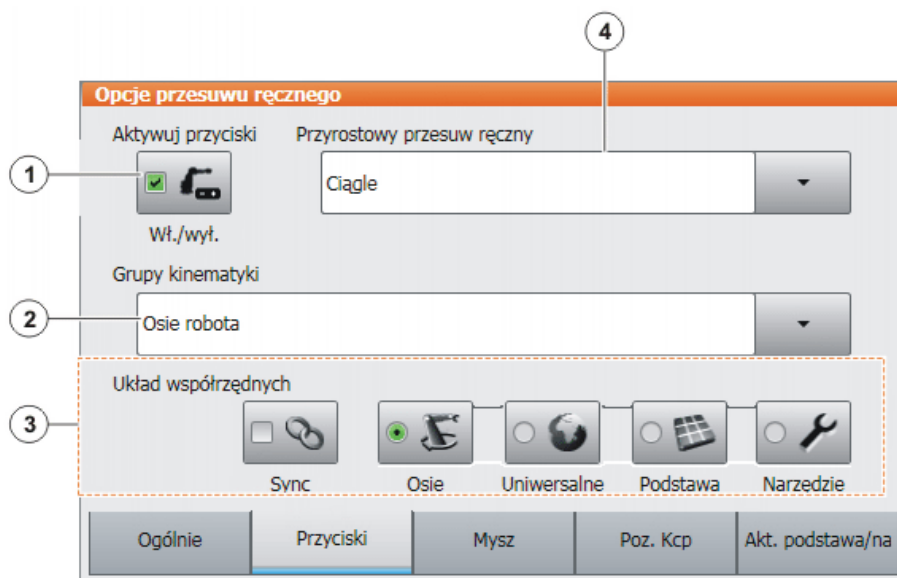 4
Opcje przesuwu ręcznego
Aktywuj przyciski
Przyrostowy przesuw ręczny
1
Ciągle
Wł./wył.
Grupy kinematyki
2
Osie robota
Układ współrzędnych
3
Sync
Osie
Uniwersalne
Podstawa
Narzędzie
Ogólnie
Przyciski
Mysz
Poz. Kcp
Akt. podstawa/na